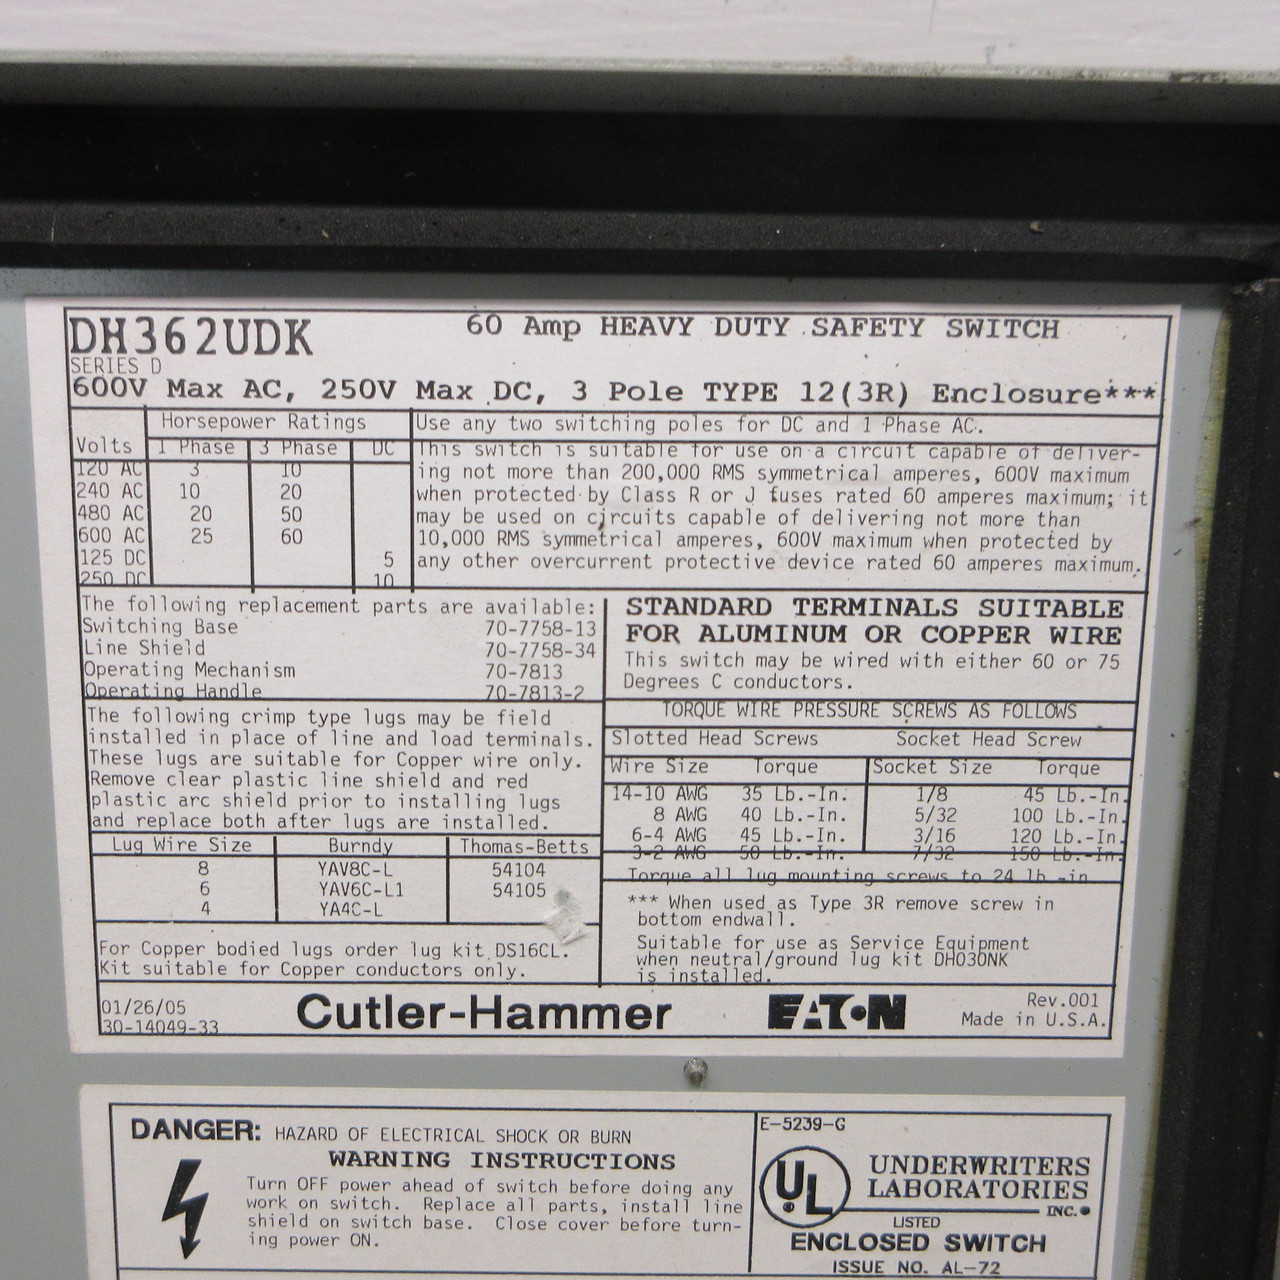 DH362UDK
60 Amp HEAVY DUTY SAFETY SWITCH
SERIES D
600V Max AC, 250V Max DC, 3 Pole TYPE 12(3R) Enclosure***
Horsepower Ratings
Volts 1 Phase 3 Phase DC
120 AC 3 10
240 AC 10 20
480 AC 20 50
600 AC 25 60
125 DC 5
250 DC 10
Use any two switching poles for DC and 1 Phase AC.
This switch is suitable for use on a circuit capable of deliver-
ing not more than 200,000 RMS symmetrical amperes, 600V maximum
when protected by Class R or J fuses rated 60 amperes maximum; it
may be used on circuits capable of delivering not more than
10,000 RMS symmetrical amperes, 600V maximum when protected by
any other overcurrent protective device rated 60 amperes maximum.
The following replacement parts are available:
Switching Base 70-7758-13
Line Shield 70-7758-34
Operating Mechanism 70-7813
Operating Handle 70-7813-2
STANDARD TERMINALS SUITABLE
FOR ALUMINUM OR COPPER WIRE
This switch may be wired with either 60 or 75
Degrees C conductors.
The following crimp type lugs may be field
installed in place of line and load terminals.
These lugs are suitable for Copper wire only.
Remove clear plastic line shield and red
plastic arc shield prior to installing lugs
and replace both after lugs are installed.
TORQUE WIRE PRESSURE SCREWS AS FOLLOWS
Slotted Head Screws Socket Head Screw
Wire Size Torque Socket Size Torque
14-10 AWG 35 Lb.-In. 1/8 45 Lb.-In.
8 AWG 40 Lb.-In. 5/32 100 Lb.-In.
6-4 AWG 45 Lb.-In. 3/16 120 Lb.-In.
3-2 AWG 50 Lb.-In. 7/32 150 Lb.-In.
Torque all lug mounting screws to 24 lb.-in
Lug Wire Size Burndy Thomas-Betts
8 YAV8C-L 54104
6 YAV6C-L1 54105
4 YA4C-L
For Copper bodied lugs order lug kit DS16CL.
Kit suitable for Copper conductors only.
*** When used as Type 3R remove screw in
bottom endwall.
Suitable for use as Service Equipment
when neutral/ground lug kit DH030NK
is installed.
01/26/05
30-14049-33
Cutler-Hammer
EATON
Rev.001
Made in U.S.A.
DANGER: HAZARD OF ELECTRICAL SHOCK OR BURN
WARNING INSTRUCTIONS
Turn OFF power ahead of switch before doing any
work on switch. Replace all parts, install line
shield on switch base. Close cover before turn-
ing power ON.
E-5239-G
UL
UNDERWRITERS
LABORATORIES
INC.
LISTED
ENCLOSED SWITCH
ISSUE NO. AL-72